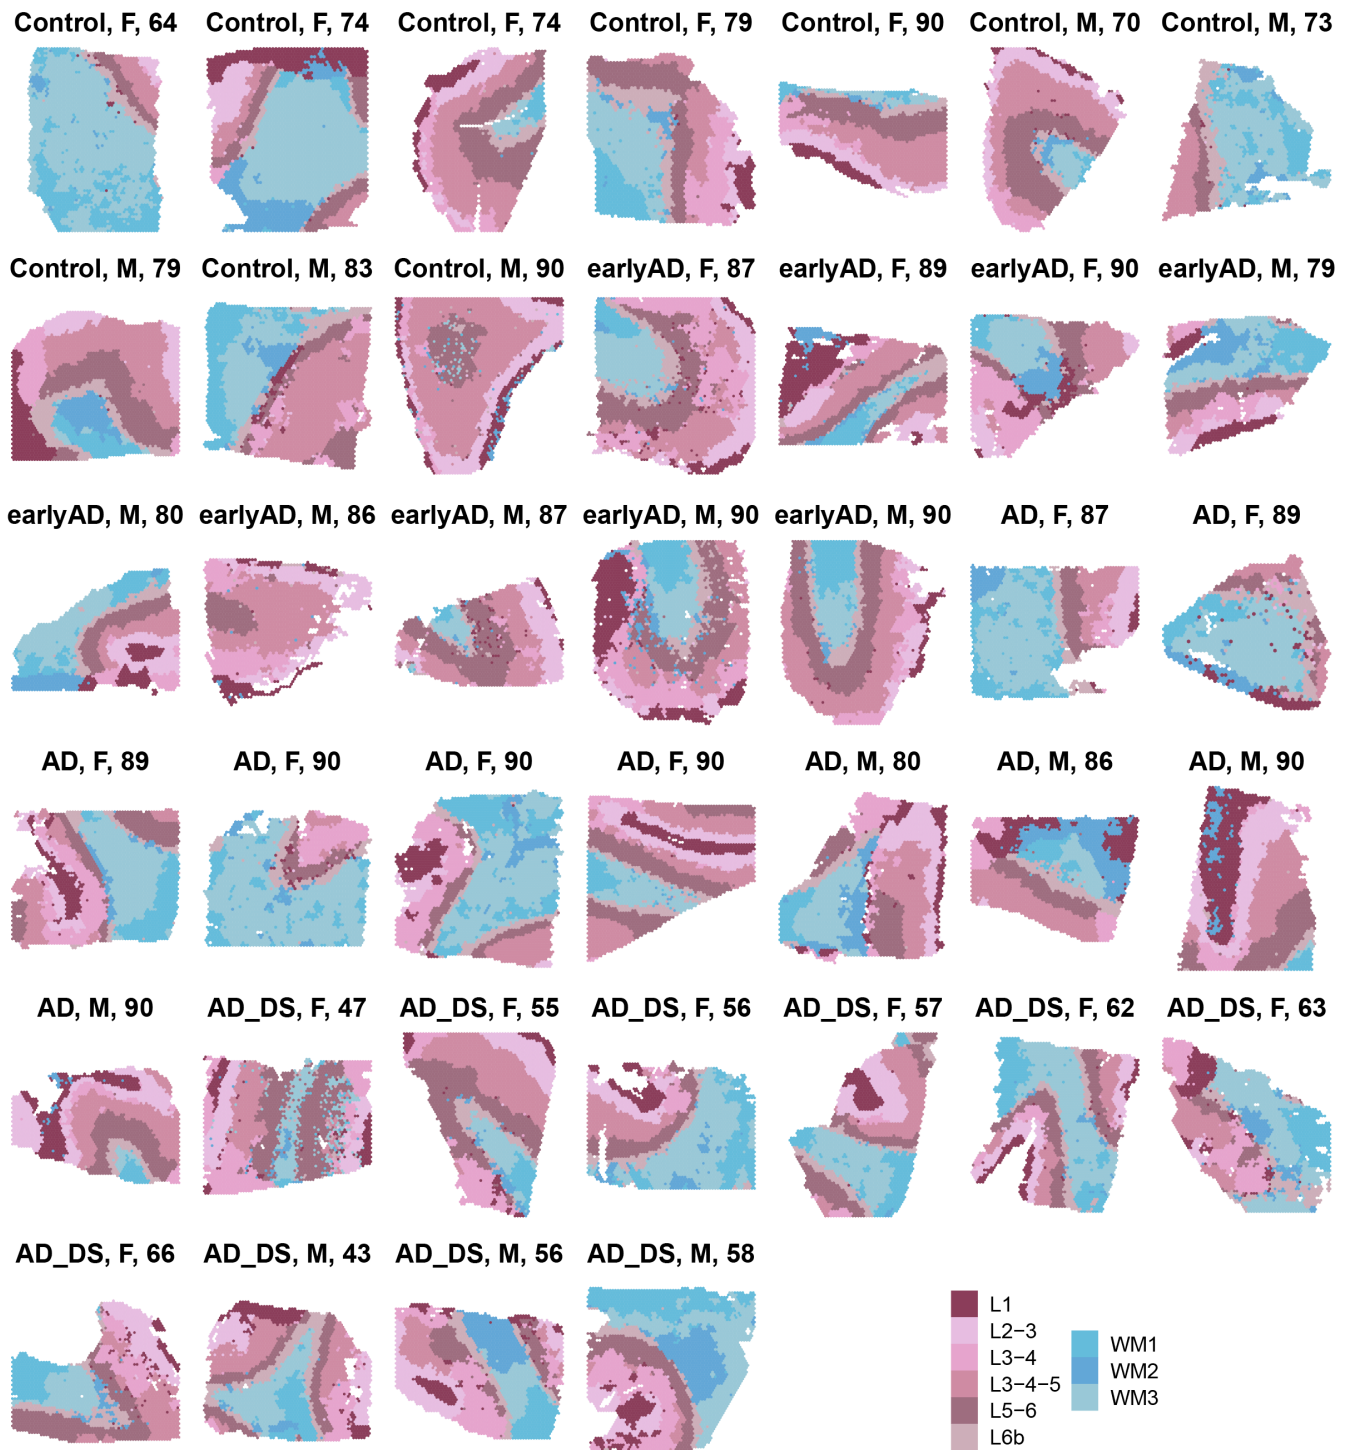 Control, F, 64 Control, F, 74 Control, F, 74 Control, F, 79 Control, F, 90 Control, M, 70 Control, M, 73
Control, M, 79 Control, M, 83 Control, M, 90 earlyAD, F, 87 earlyAD, F, 89 earlyAD, F, 90 earlyAD, M, 79
earlyAD, M, 80 earlyAD, M, 86 earlyAD, M, 87 earlyAD, M, 90 earlyAD, M, 90 AD, F, 87 AD, F, 89
AD, F, 89 AD, F, 90 AD, F, 90 AD, F, 90 AD, M, 80 AD, M, 86 AD, M, 90
AD, M, 90 AD_DS, F, 47 AD_DS, F, 55 AD_DS, F, 56 AD_DS, F, 57 AD_DS, F, 62 AD_DS, F, 63
AD_DS, F, 66 AD_DS, M, 43 AD_DS, M, 56 AD_DS, M, 58
L1
L2−3
L3−4
L3−4−5
L5−6
L6b
WM1
WM2
WM3